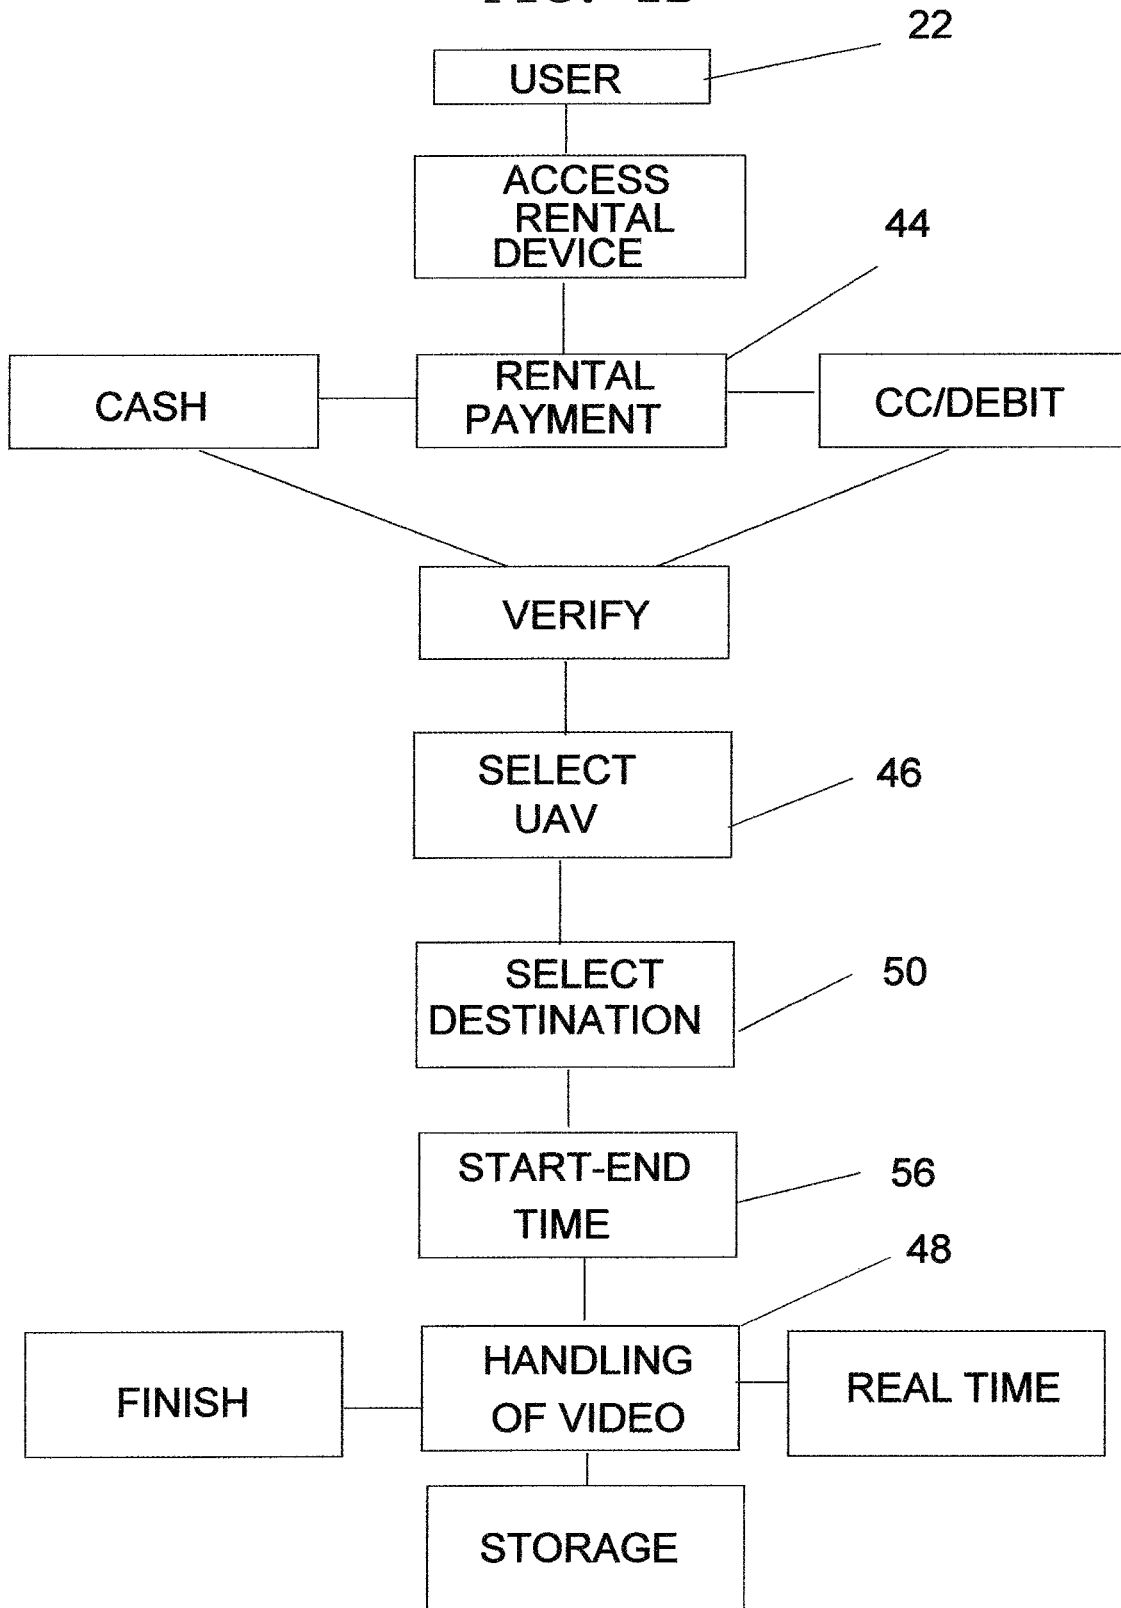 22
USER
ACCESS
RENTAL
DEVICE
44
CASH
RENTAL
PAYMENT
CC/DEBIT
VERIFY
SELECT
UAV
46
SELECT
DESTINATION
50
START-END
TIME
56
48
FINISH
HANDLING
OF VIDEO
REAL TIME
STORAGE